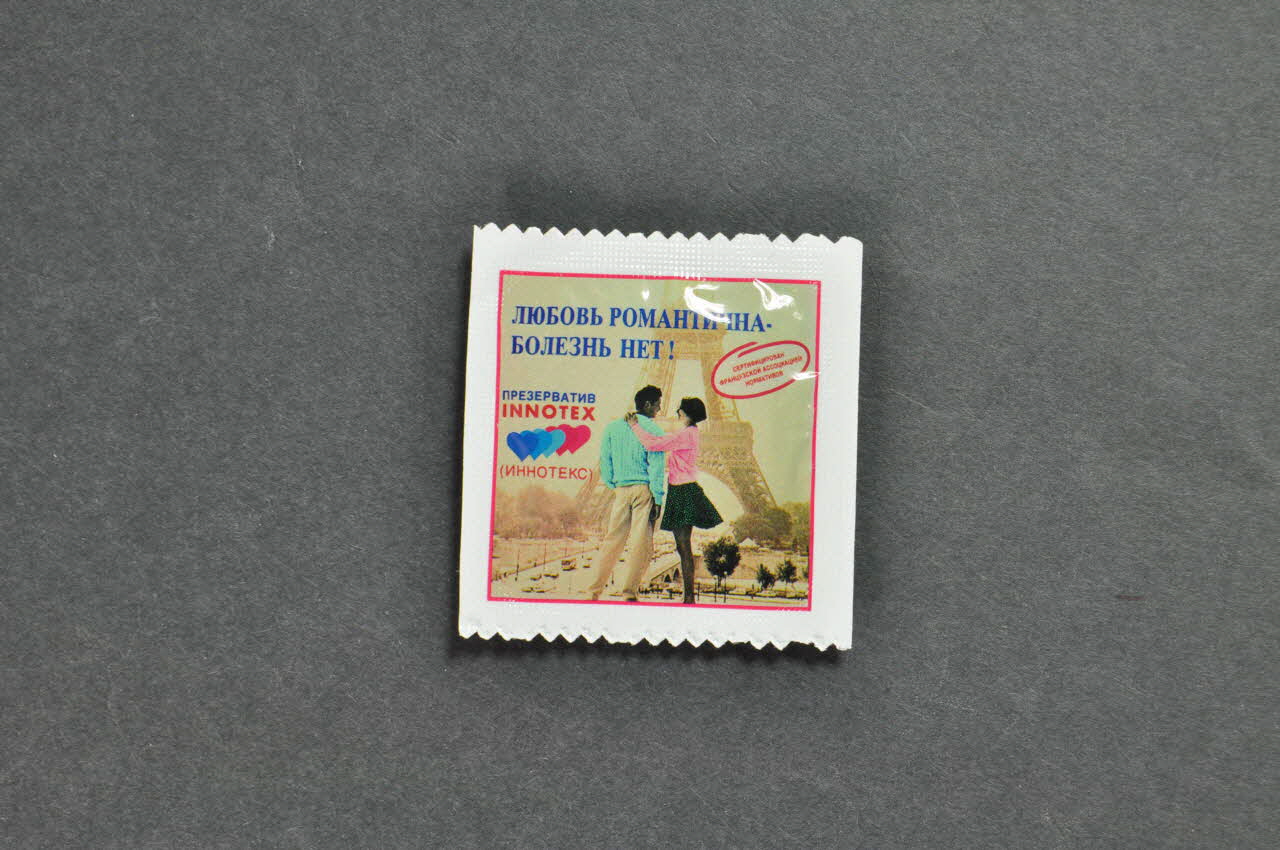 ЛЮБОВЬ РОМАНТИЧНА-
БОЛЕЗНЬ НЕТ!
СЕРТИФИЦИРОВАН
ФРАНЦУЗСКОЙ АССОЦИАЦИЕЙ
НОРМАТИВОВ
ПРЕЗЕРВАТИВ
INNOTEX
(ИННОТЕКС)